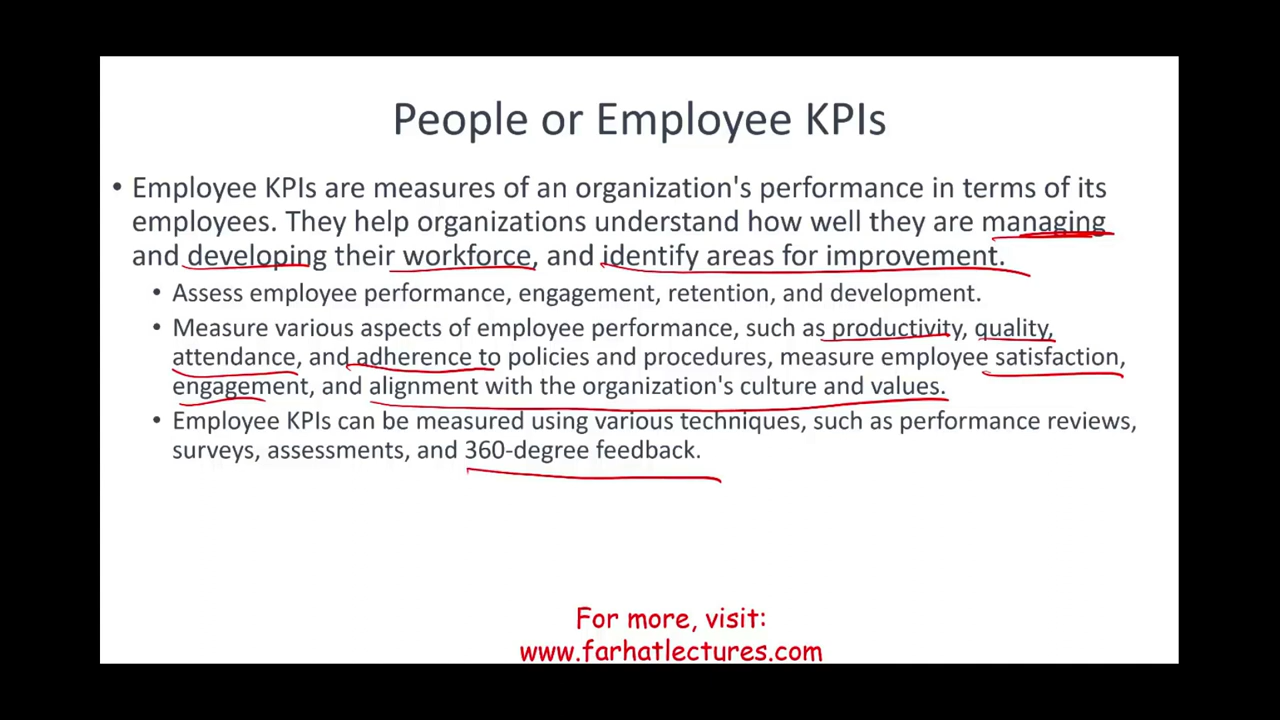 People or Employee KPIs
• Employee KPIs are measures of an organization's performance in terms of its
employees. They help organizations understand how well they are managing
and developing their workforce, and identify areas for improvement.
• Assess employee performance, engagement, retention, and development.
• Measure various aspects of employee performance, such as productivity, quality,
attendance, and adherence to policies and procedures, measure employee satisfaction,
engagement, and alignment with the organization's culture and values.
• Employee KPIs can be measured using various techniques, such as performance reviews,
surveys, assessments, and 360-degree feedback.
For more, visit:
www.farhatlectures.com